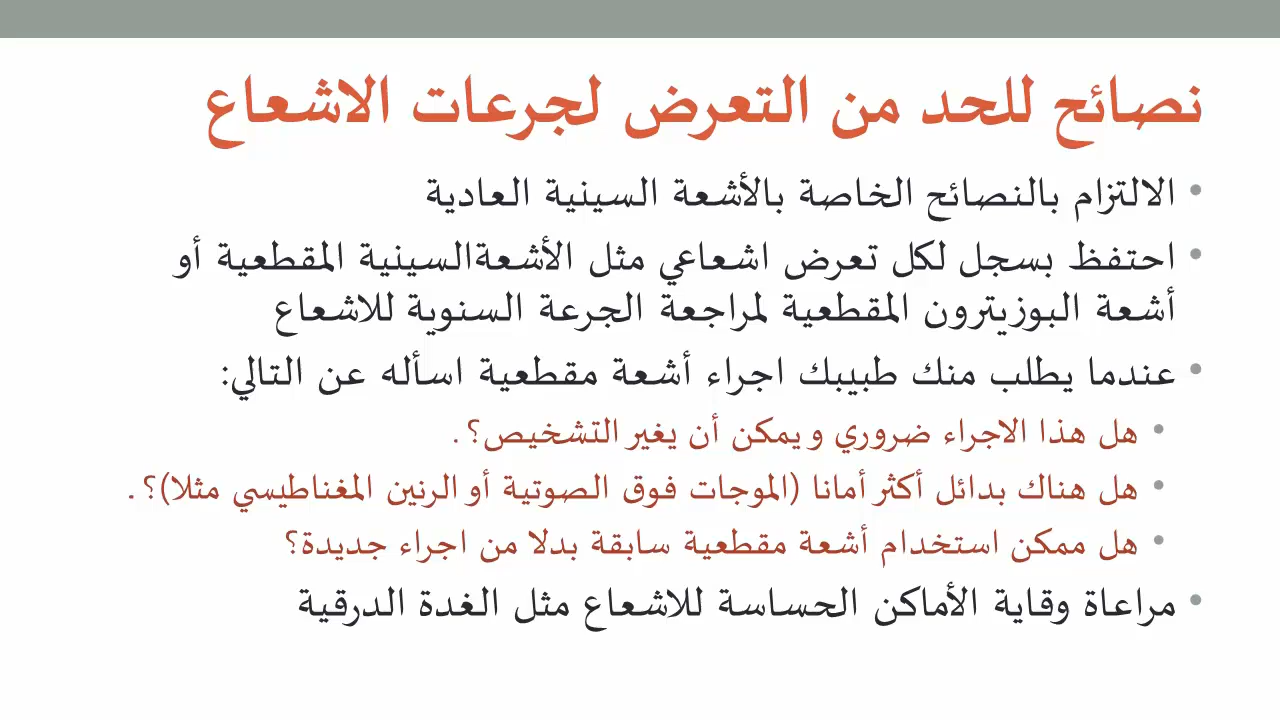 نصائح للحد من التعرض لجرعات الاشعاع
• الالتزام بالنصائح الخاصة بالأشعة السينية العادية
• احتفظ بسجل لكل تعرض اشعاعي مثل الأشعةالسينية المقطعية أو
أشعة البوزيترون المقطعية لمراجعة الجرعة السنوية للاشعاع
• عندما يطلب منك طبيبك اجراء أشعة مقطعية اسأله عن التالي:
• هل هذا الاجراء ضروري و يمكن أن يغير التشخيص؟ .
• هل هناك بدائل أكثر أمانا (الموجات فوق الصوتية أو الرنين المغناطيسي مثلا)؟ .
• هل ممكن استخدام أشعة مقطعية سابقة بدلا من اجراء جديدة؟
• مراعاة وقاية الأماكن الحساسة للاشعاع مثل الغدة الدرقية